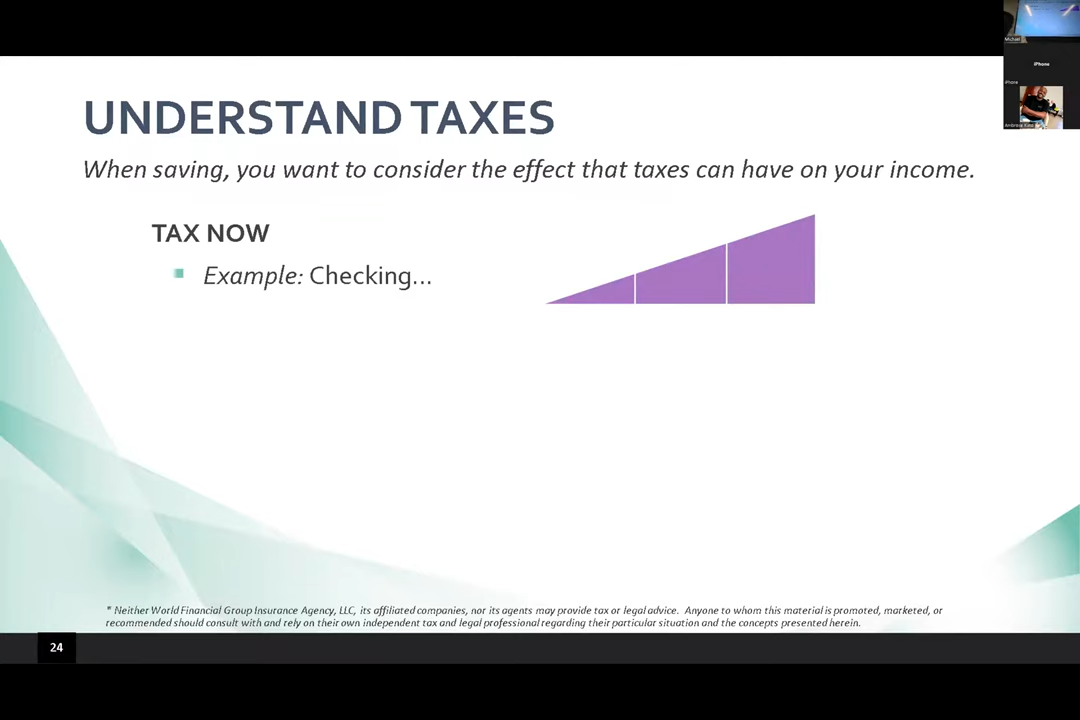 Michael
iPhone
iPhone
UNDERSTAND TAXES
When saving, you want to consider the effect that taxes can have on your income.
TAX NOW
Example: Checking...
* Neither World Financial Group Insurance Agency, LLC, its affiliated companies, nor its agents may provide tax or legal advice. Anyone to whom this material is promoted, marketed, or
recommended should consult with and rely on their own independent tax and legal professional regarding their particular situation and the concepts presented herein.
24